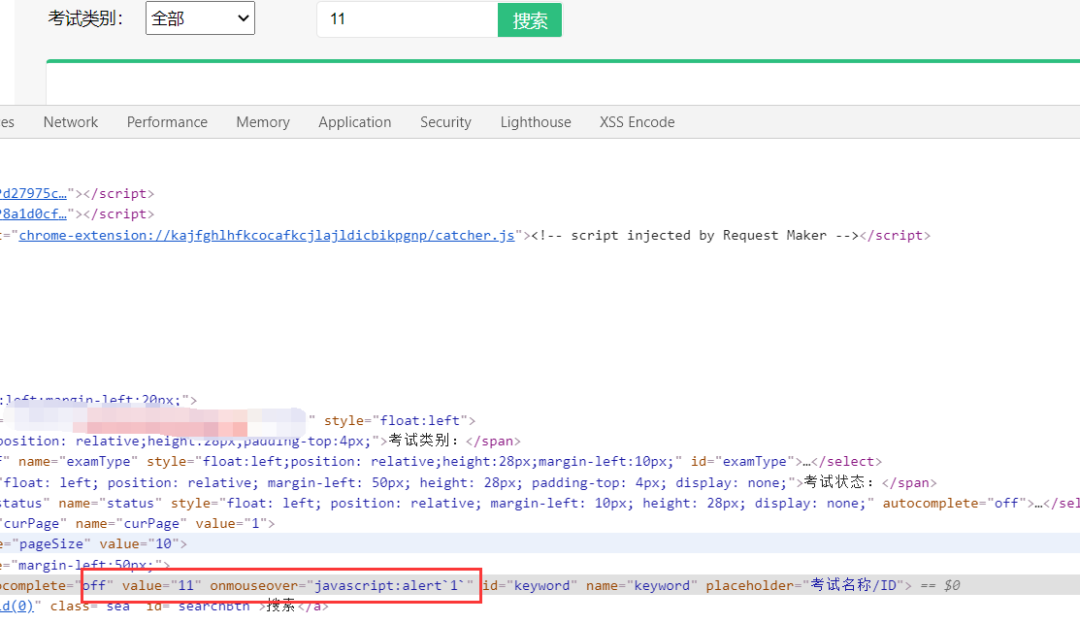 考试类别： 全部 11 搜索
es Network Performance Memory Application Security Lighthouse XSS Encode
?d27975c…"></script>
?8a1d0cf…"></script>
="chrome-extension://kajfghlhfkcocafkcjlajldicbikpgnp/catcher.js"><!-- script injected by Request Maker --></script>
:left;margin-left:20px;">
=" style="float:left">
position: relative;height:28px;padding-top:4px;">考试类别：</span>
" name="examType" style="float:left;position: relative;height:28px;margin-left:10px;" id="examType">…</select>
"float: left; position: relative; margin-left: 50px; height: 28px; padding-top: 4px; display: none;">考试状态：</span>
status" name="status" style="float: left; position: relative; margin-left: 10px; height: 28px; display: none;" autocomplete="off">…</sel
"curPage" name="curPage" value="1">
e="pageSize" value="10">
e="margin-left:50px;">
ocomplete="off" value="11" onmouseover="javascript:alert`1`" id="keyword" name="keyword" placeholder="考试名称/ID"> == $0
id(0)" class="sea" id="searchBtn">搜索</a>